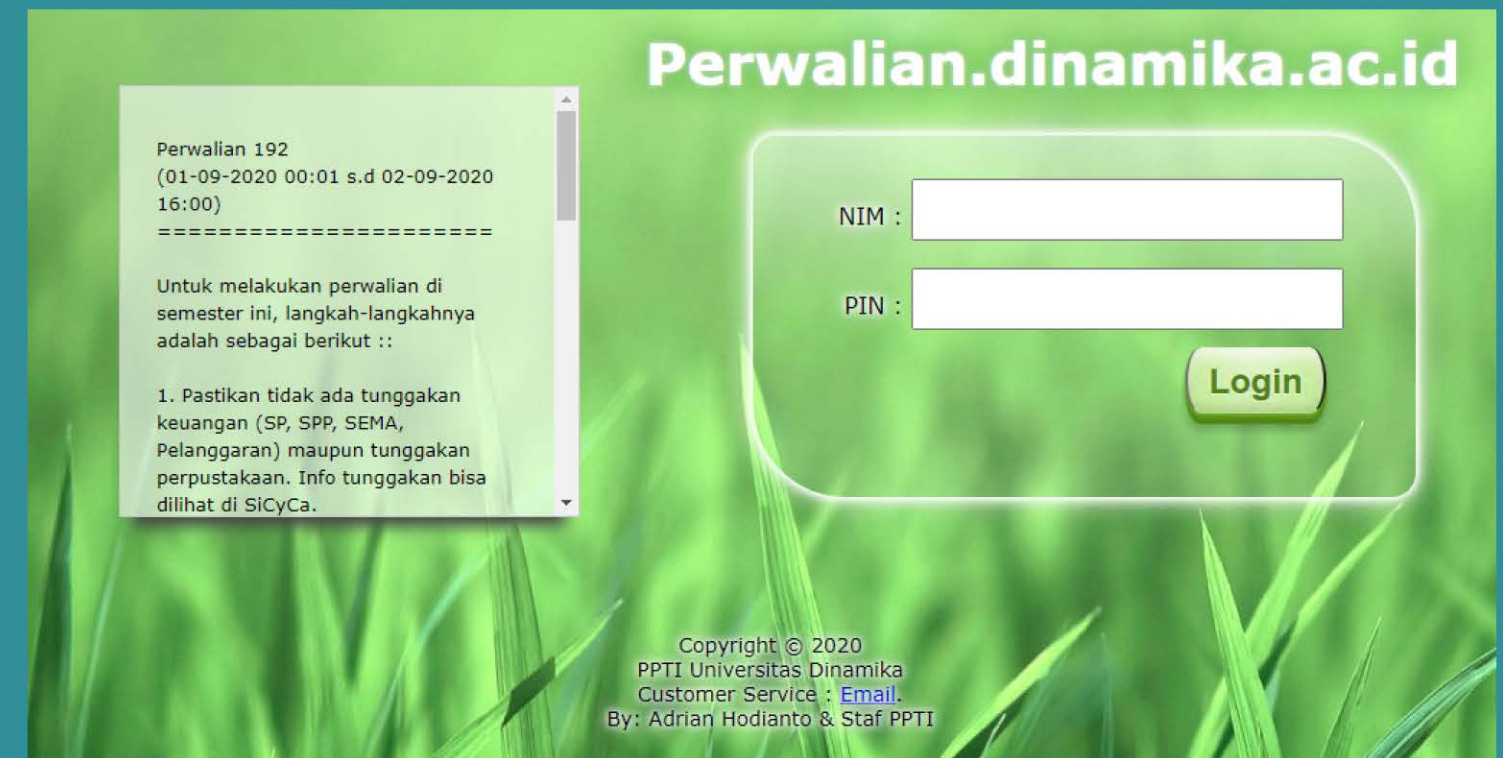 Perwalian.dinamika.ac.id
Perwalian 192
(01-09-2020 00:01 s.d 02-09-2020
16:00)
======================
Untuk melakukan perwalian di
semester ini, langkah-langkahnya
adalah sebagai berikut ::
1. Pastikan tidak ada tunggakan
keuangan (SP, SPP, SEMA,
Pelanggaran) maupun tunggakan
perpustakaan. Info tunggakan bisa
dilihat di SiCyCa.
NIM :
PIN :
Login
Copyright © 2020
PPTI Universitas Dinamika
Customer Service : Email.
By: Adrian Hodianto & Staf PPTI